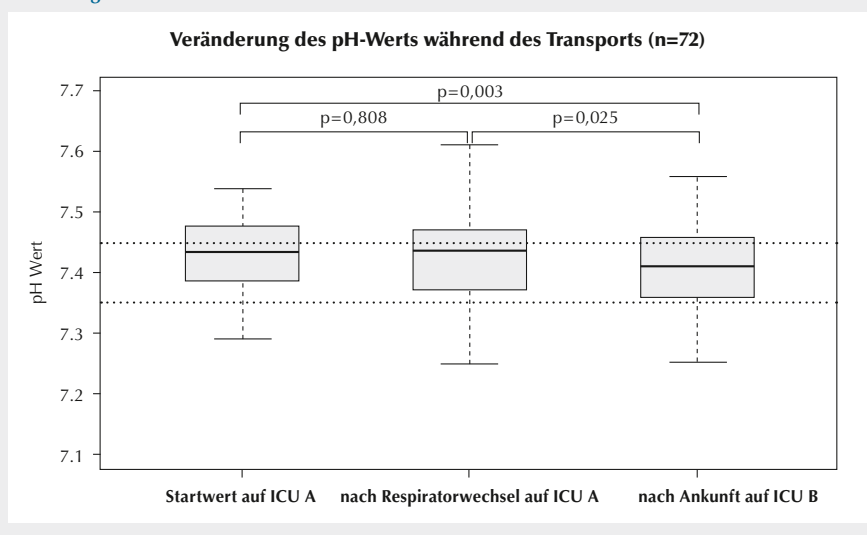 Veränderung des pH-Werts während des Transports (n=72)
p=0,003
p=0,808 p=0,025
pH Wert
7.7
7.6
7.5
7.4
7.3
7.2
7.1
Startwert auf ICU A nach Respiratorwechsel auf ICU A nach Ankunft auf ICU B